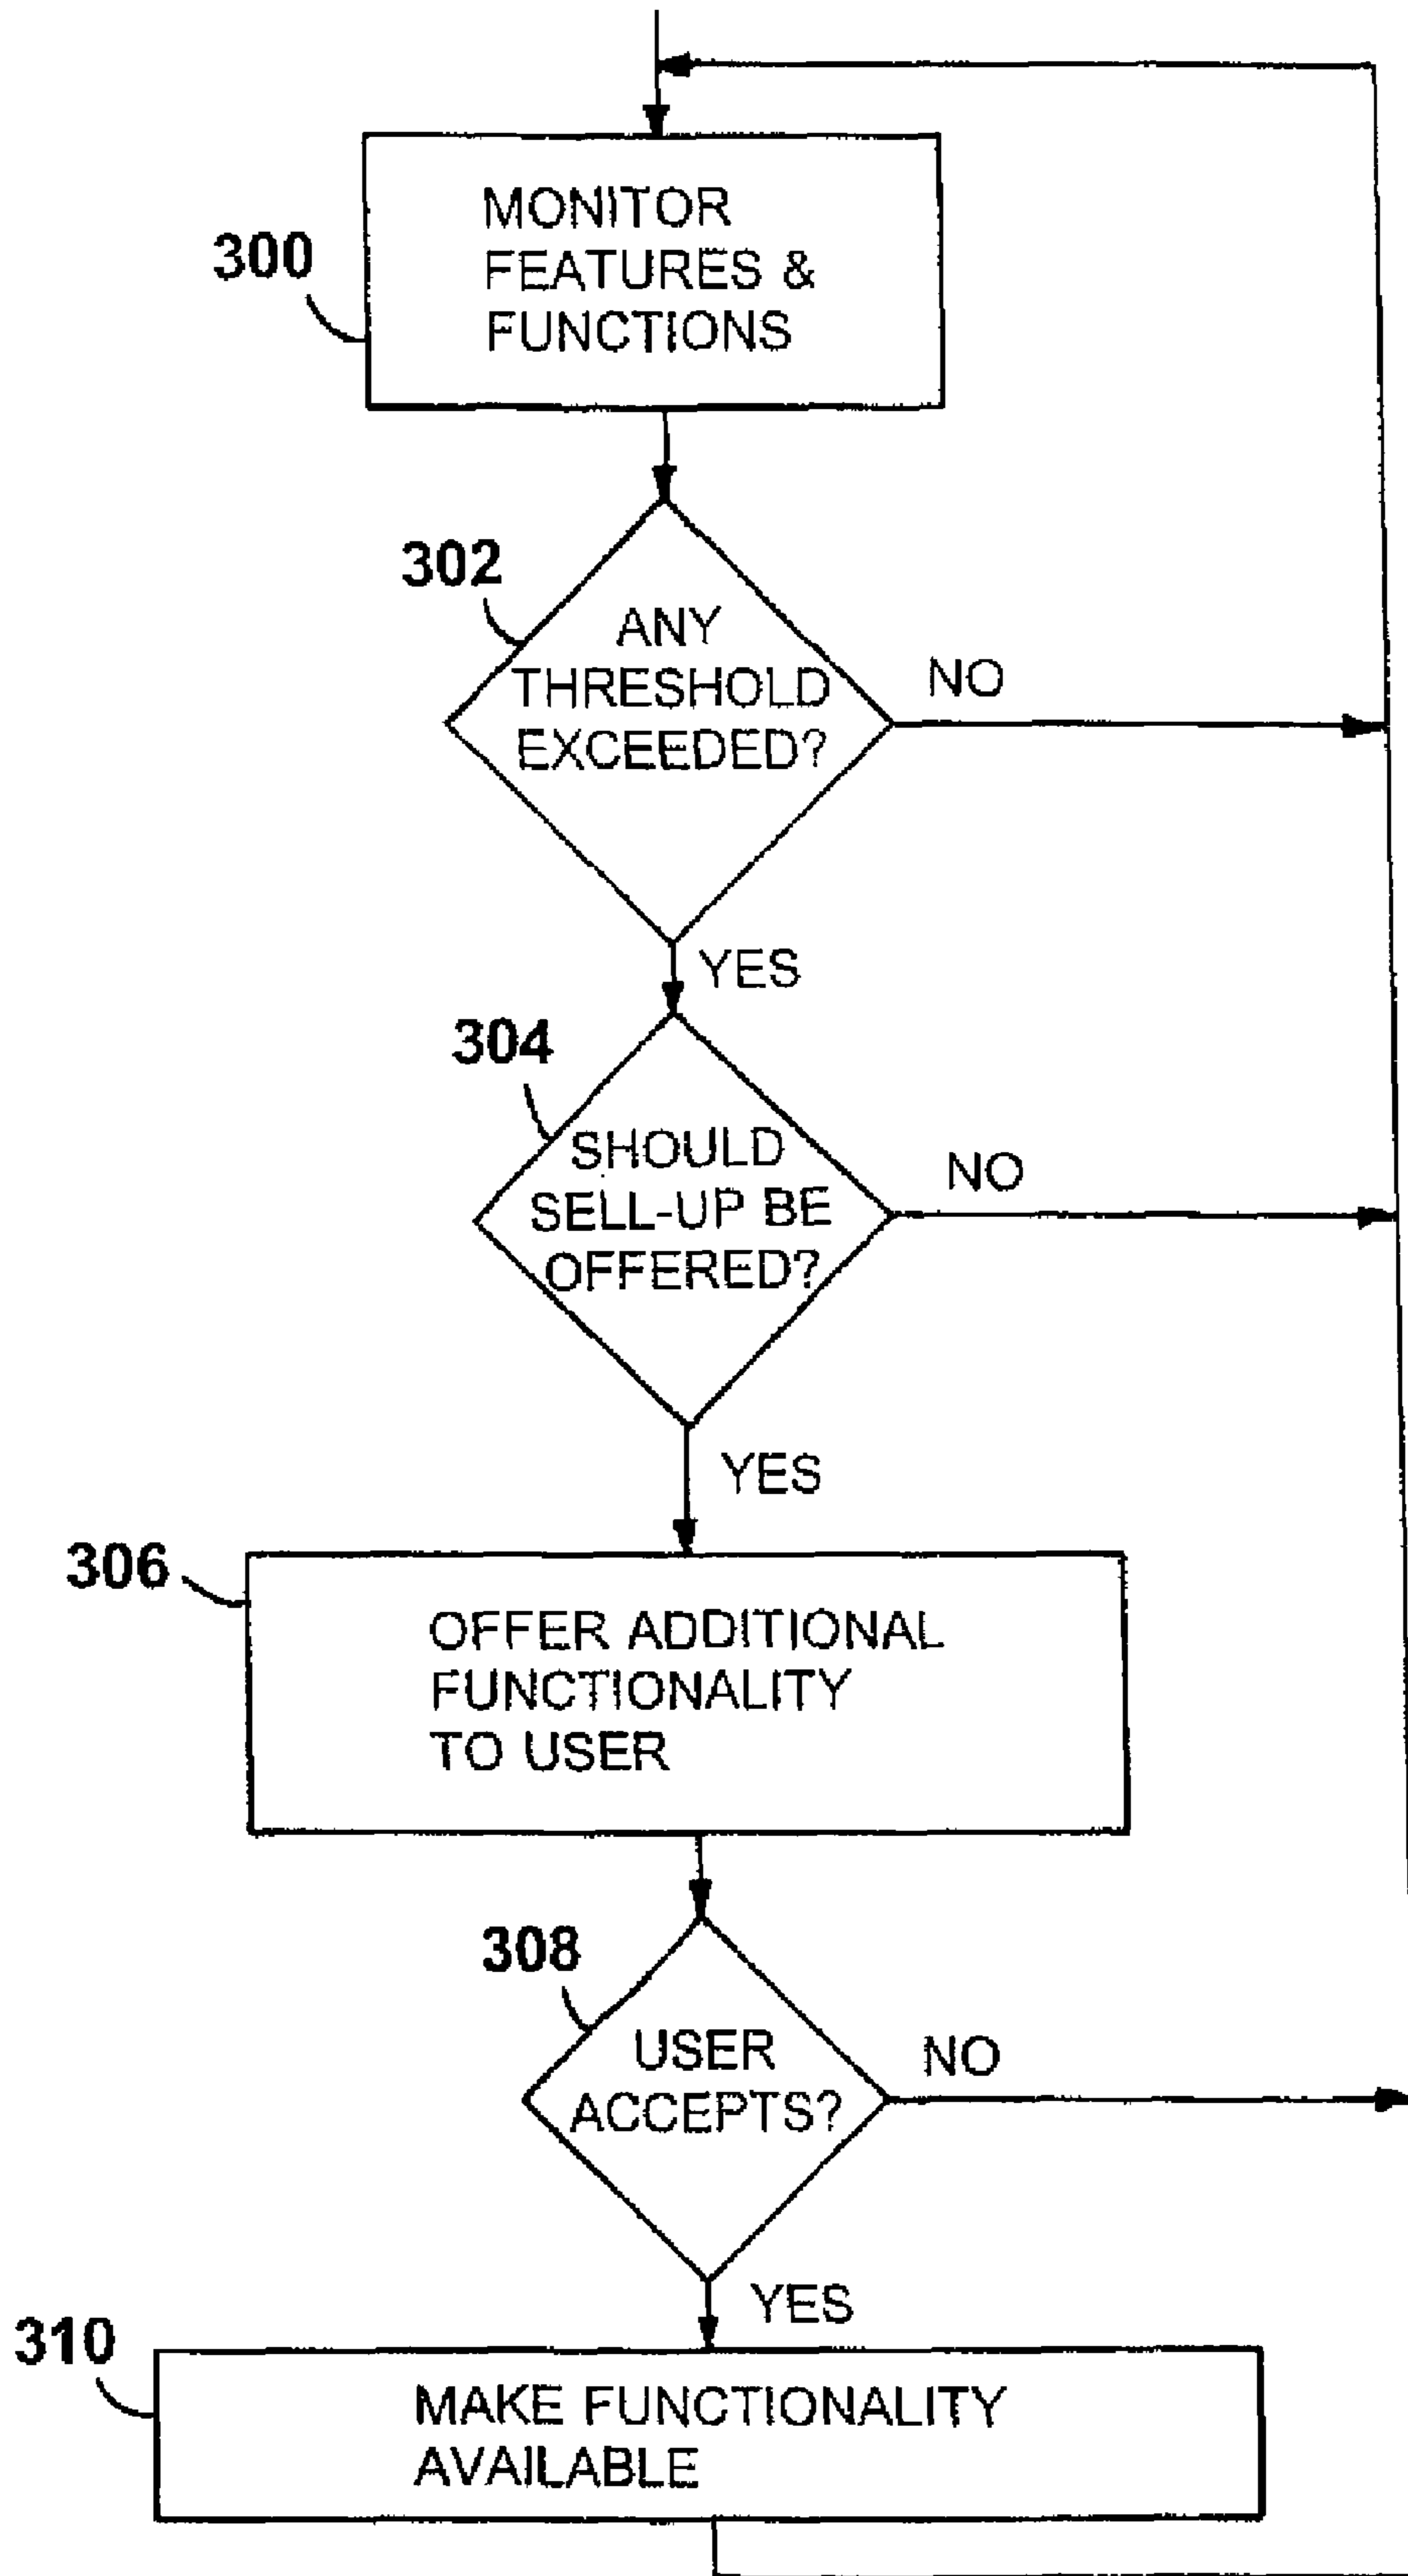 MONITOR
FEATURES &
FUNCTIONS
300
302
ANY
THRESHOLD
EXCEEDED?
NO
YES
304
SHOULD
SELL-UP BE
OFFERED?
NO
YES
306
OFFER ADDITIONAL
FUNCTIONALITY
TO USER
308
USER
ACCEPTS?
NO
YES
310
MAKE FUNCTIONALITY
AVAILABLE